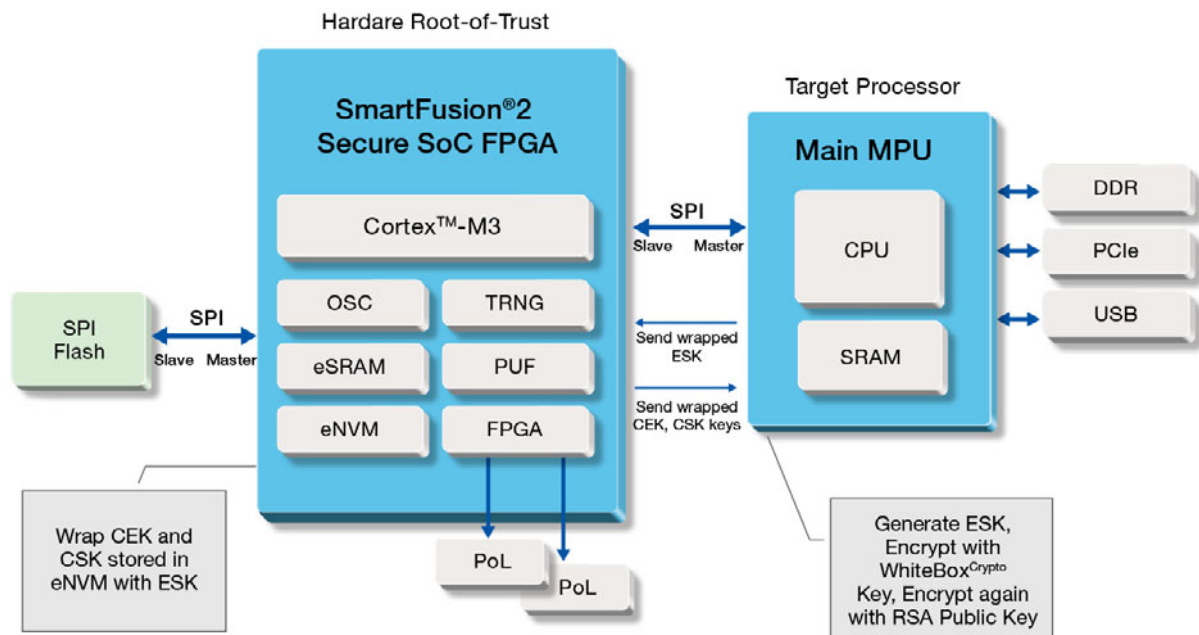 Hardare Root-of-Trust
SmartFusion®2
Secure SoC FPGA
Cortex™-M3
OSC
TRNG
eSRAM
PUF
eNVM
FPGA
SPI
Flash
SPI
Slave Master
Wrap CEK and
CSK stored in
eNVM with ESK
PoL
PoL
SPI
Slave Master
Send wrapped
ESK
Send wrapped
CEK, CSK keys
Target Processor
Main MPU
CPU
SRAM
DDR
PCIe
USB
Generate ESK,
Encrypt with
WhiteBoxCrypto
Key, Encrypt again
with RSA Public Key